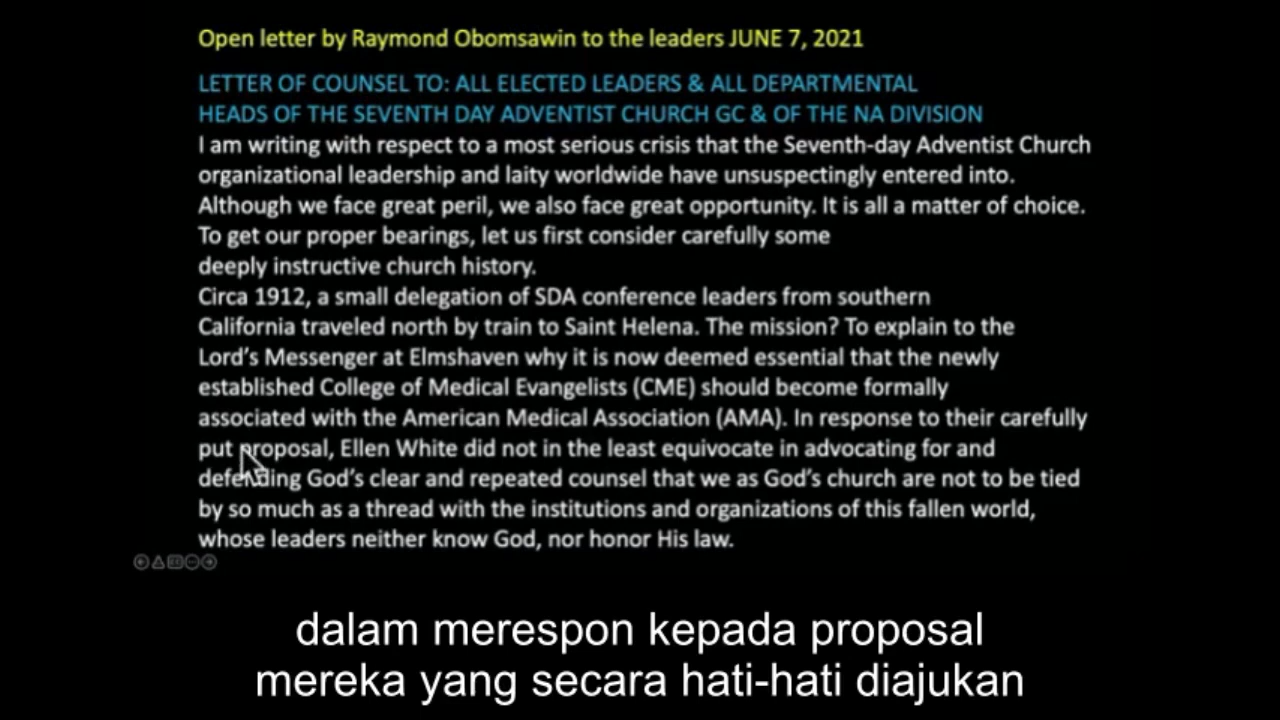 Open letter by Raymond Obomsawin to the leaders JUNE 7, 2021
LETTER OF COUNSEL TO: ALL ELECTED LEADERS & ALL DEPARTMENTAL
HEADS OF THE SEVENTH DAY ADVENTIST CHURCH GC & OF THE NA DIVISION
I am writing with respect to a most serious crisis that the Seventh-day Adventist Church
organizational leadership and laity worldwide have unsuspectingly entered into.
Although we face great peril, we also face great opportunity. It is all a matter of choice.
To get our proper bearings, let us first consider carefully some
deeply instructive church history.
Circa 1912, a small delegation of SDA conference leaders from southern
California traveled north by train to Saint Helena. The mission? To explain to the
Lord's Messenger at Elmshaven why it is now deemed essential that the newly
established College of Medical Evangelists (CME) should become formally
associated with the American Medical Association (AMA). In response to their carefully
put proposal, Ellen White did not in the least equivocate in advocating for and
defending God's clear and repeated counsel that we as God's church are not to be tied
by so much as a thread with the institutions and organizations of this fallen world,
whose leaders neither know God, nor honor His law.
dalam merespon kepada proposal
mereka yang secara hati-hati diajukan